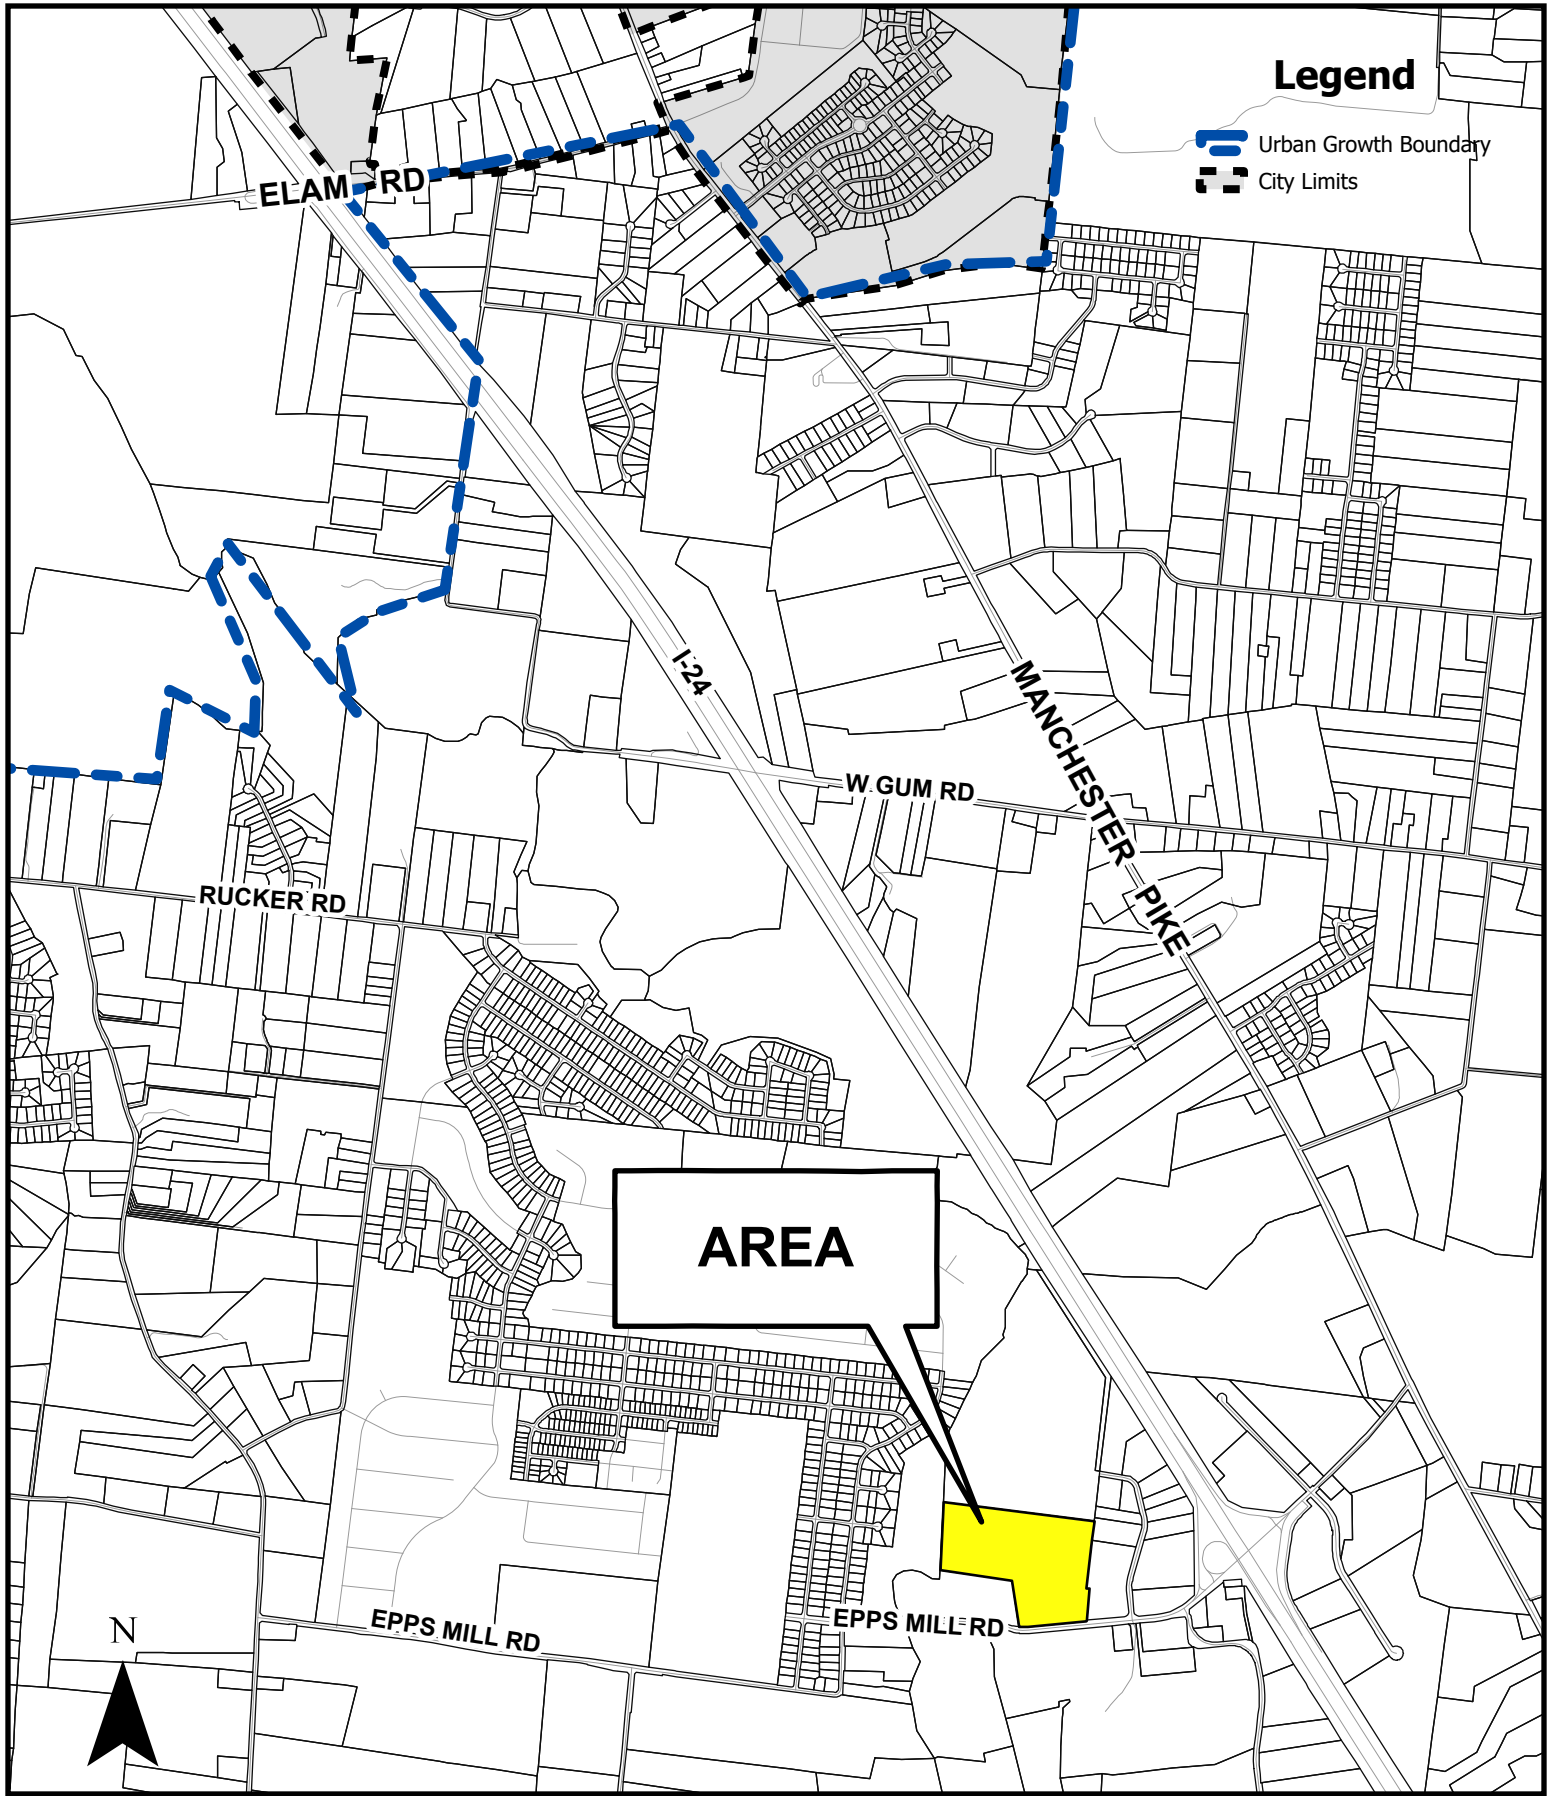 Legend
Urban Growth Boundary
City Limits
ELAM RD
I-24
MANCHESTER PIKE
W GUM RD
RUCKER RD
AREA
EPPS MILL RD
EPPS MILL RD
N